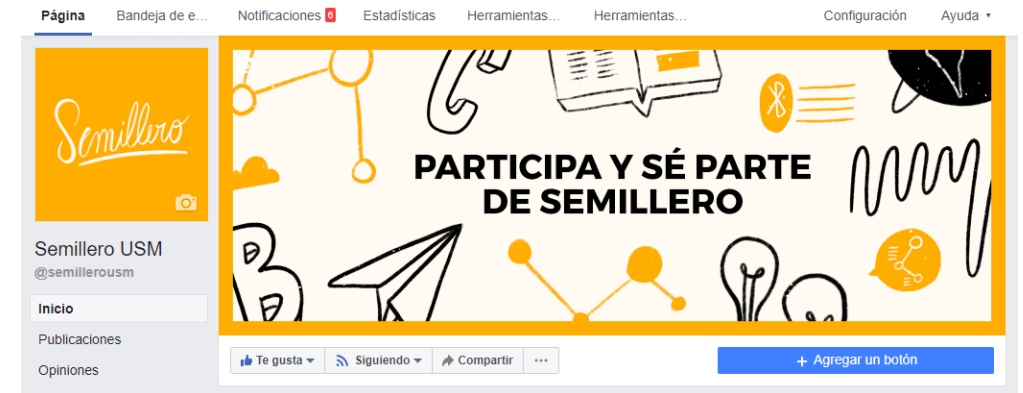 Página Bandeja de e... Notificaciones 6 Estadísticas Herramientas... Herramientas... Configuración Ayuda
Semillero
PARTICIPA Y SÉ PARTE
DE SEMILLERO
B
Semillero USM
@semillerousm
Inicio
Publicaciones
Opiniones
Te gusta Siguiendo Compartir ... + Agregar un botón